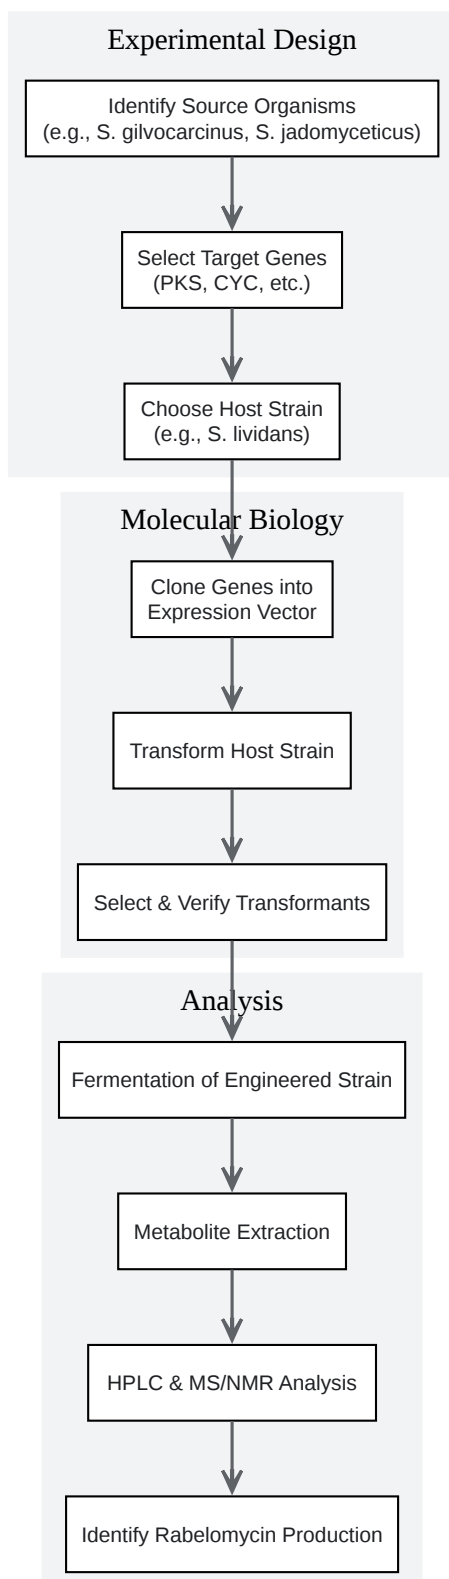 Experimental Design
Identify Source Organisms
(e.g., S. gilvocarcinus, S. jadomyceticus)
Select Target Genes
(PKS, CYC, etc.)
Choose Host Strain
(e.g., S. lividans)
Molecular Biology
Clone Genes into
Expression Vector
Transform Host Strain
Select & Verify Transformants
Analysis
Fermentation of Engineered Strain
Metabolite Extraction
HPLC & MS/NMR Analysis
Identify Rabelomycin Production